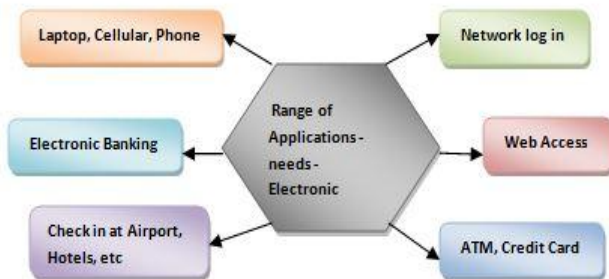 Laptop, Cellular, Phone
Network log in
Range of
Applications-
needs-
Electronic
Electronic Banking
Web Access
Check in at Airport,
Hotels, etc
ATM, Credit Card